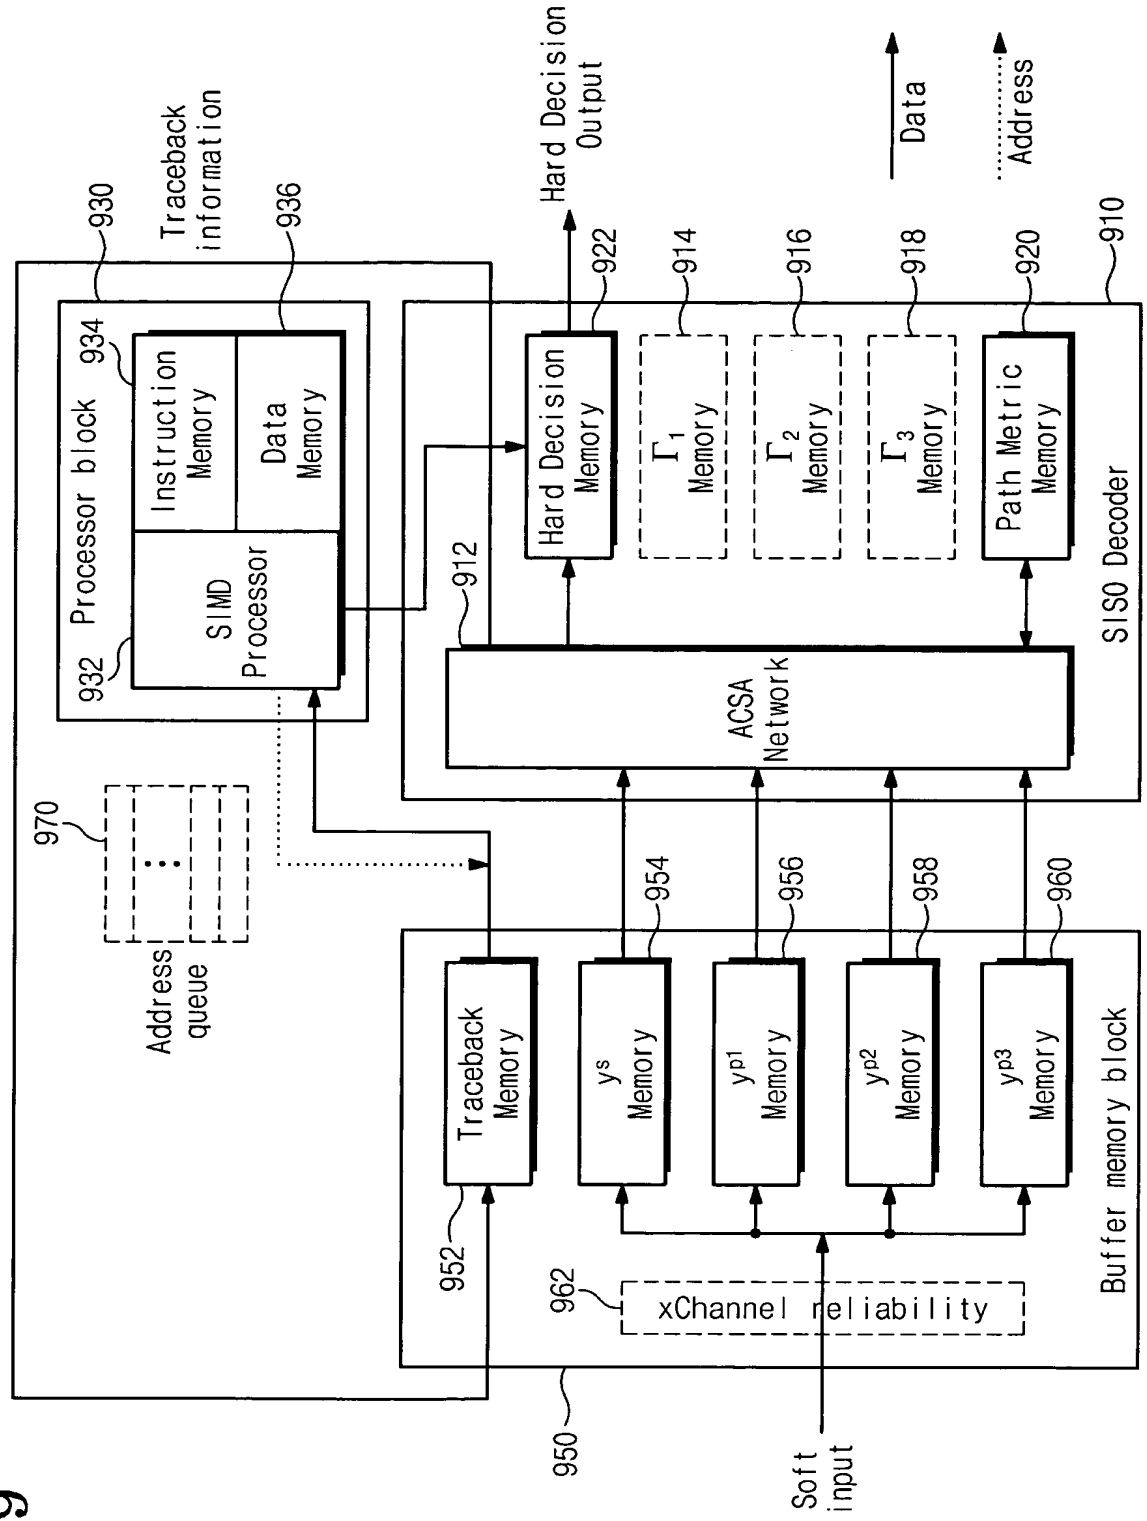 9
Traceback
information
Processor block
930
932
934
936
SIMD
Processor
Instruction
Memory
Data
Memory
970
Address
queue
950
Soft
input
962
xChannel reliability
952
Traceback
Memory
954
yˢ
Memory
956
yᵖ¹
Memory
958
yᵖ²
Memory
960
yᵖ³
Memory
Buffer memory block
912
ACSA
Network
Hard Decision
Memory
922
Hard Decision
Output
Γ₁
Memory
914
Γ₂
Memory
916
Γ₃
Memory
918
Path Metric
Memory
920
SISO Decoder
910
Data
Address